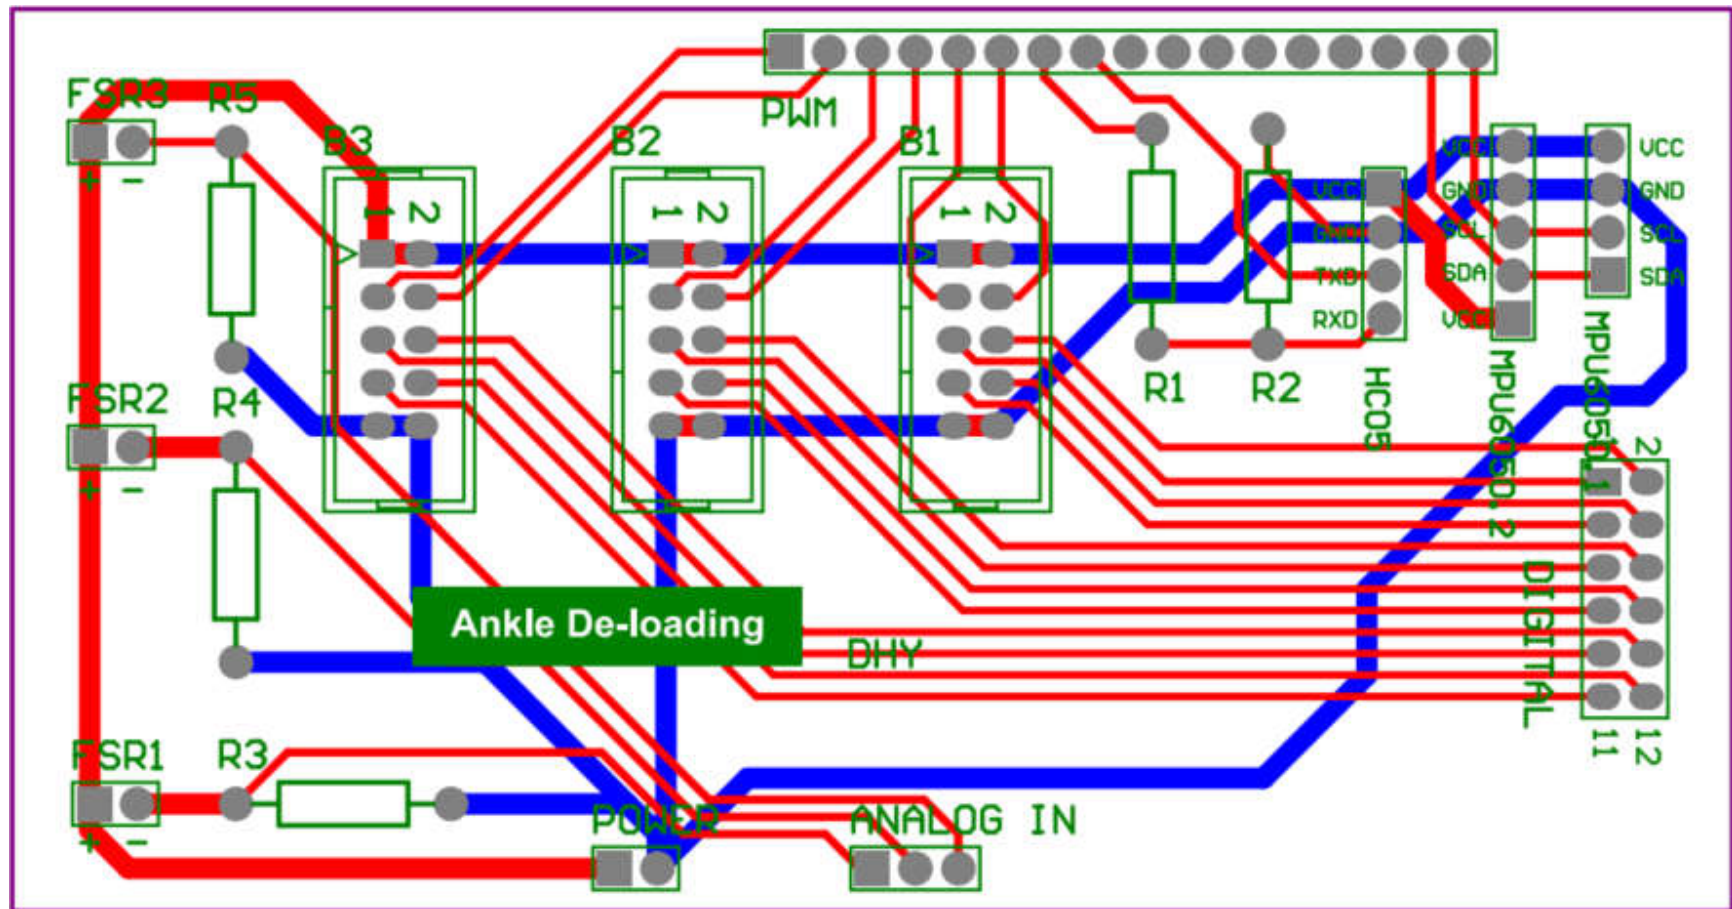 FSR3
R5
+ -
B3
1 2
B2
1 2
PWM
B1
1 2
VCC
GND
TXD
RXD
HC05
VCC
GND
SCL
SDA
VCC
MPU6050.2
VCC
GND
SCL
SDA
MPU6050.1
R1
R2
FSR2
R4
+ -
Ankle De-loading
DHY
DIGITAL
1 2
11 12
FSR1
R3
+ -
POWER
ANALOG IN